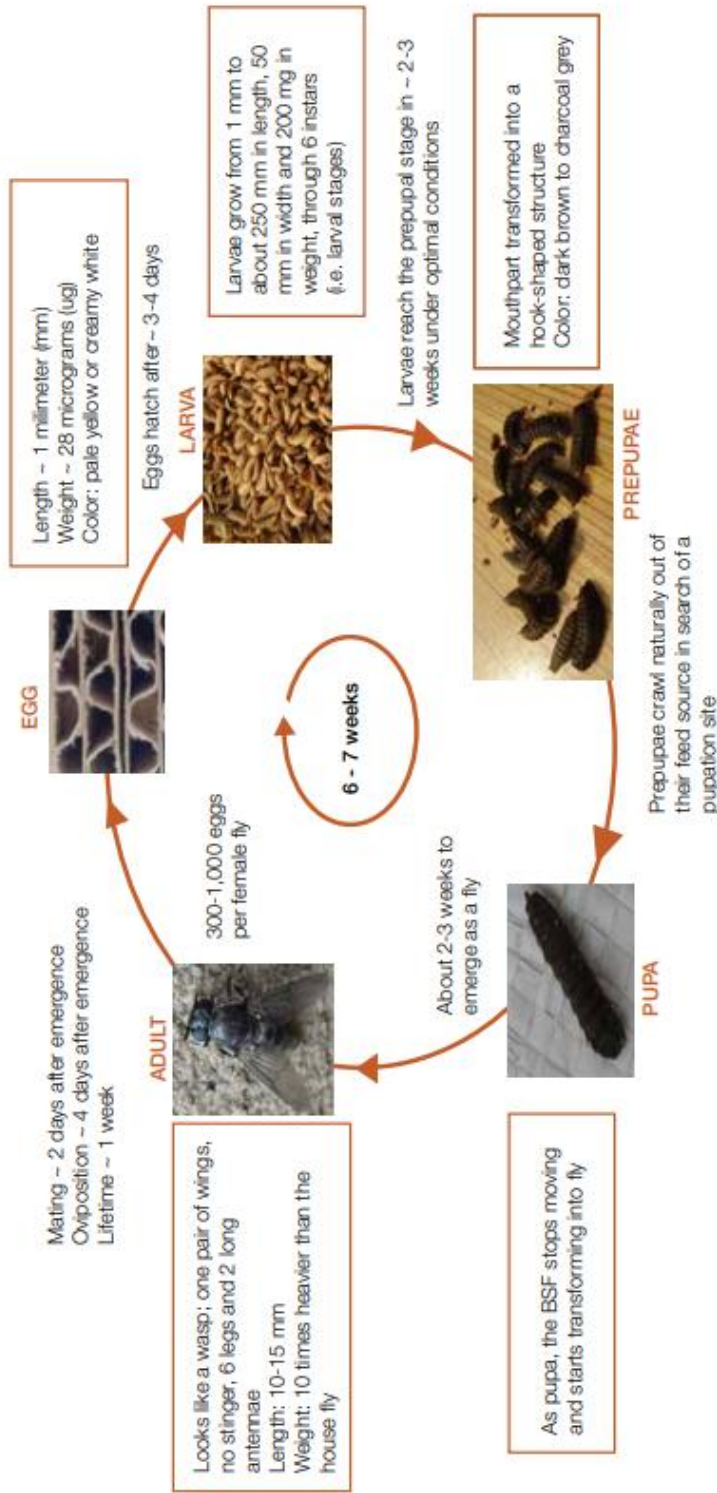 Mating ~ 2 days after emergence
Oviposition ~ 4 days after emergence
Lifetime ~ 1 week
EGG
Length ~ 1 milimeter (mm)
Weight ~ 28 micrograms (ug)
Color: pale yellow or creamy white
Eggs hatch after~ 3-4 days
LARVA
Larvae grow from 1 mm to
about 250 mm in length, 50
mm in width and 200 mg in
weight, through 6 instars
(i.e. larval stages)
Larvae reach the prepupal stage in ~ 2-3
weeks under optimal conditions
Mouthpart transformed into a
hook-shaped structure
Color: dark brown to charcoal grey
PREPUPAE
Prepupae crawl naturally out of
their feed source in search of a
pupation site
PUPA
As pupa, the BSF stops moving
and starts transforming into fly
About 2-3 weeks to
emerge as a fly
ADULT
Looks like a wasp; one pair of wings,
no stinger, 6 legs and 2 long
antennae
Length: 10-15 mm
Weight: 10 times heavier than the
house fly
300-1,000 eggs
per female fly
6 - 7 weeks